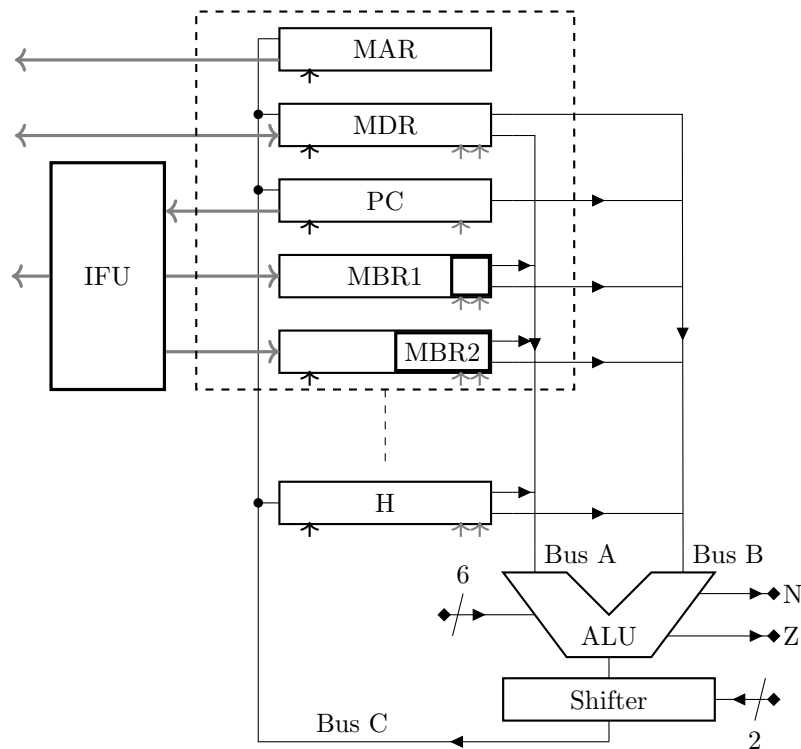 MAR
MDR
PC
IFU
MBR1
MBR2
H
Bus A
Bus B
6
N
ALU
Z
Shifter
Bus C
2